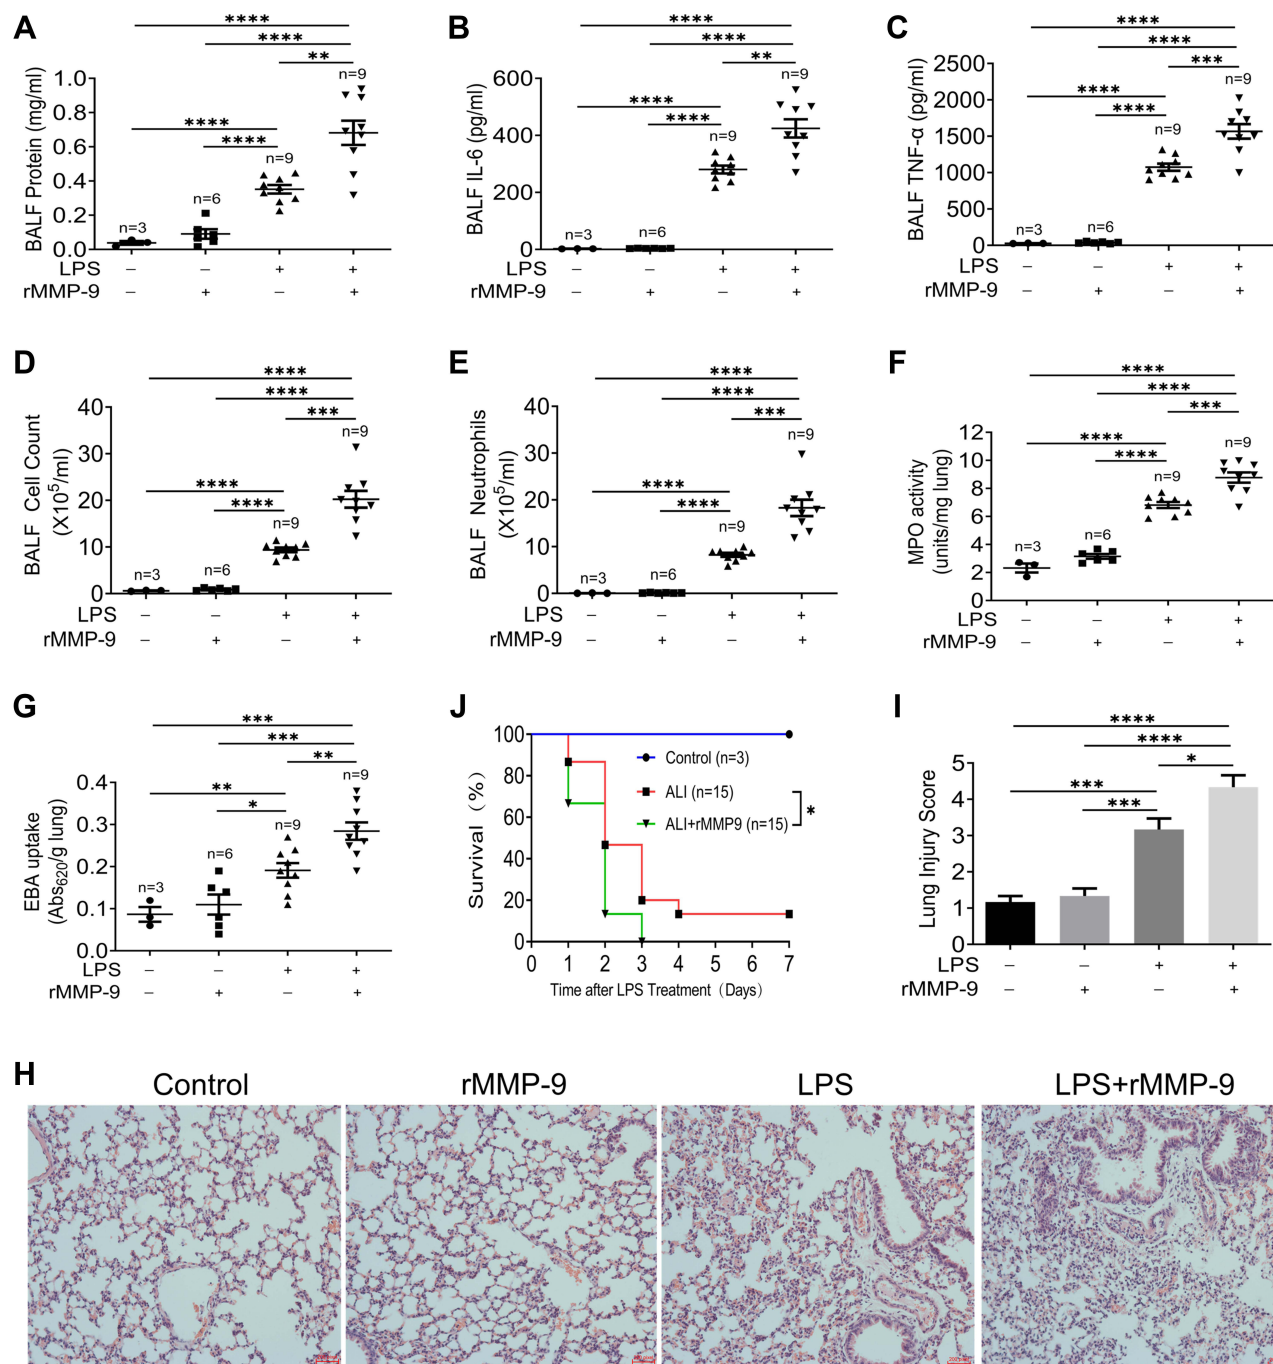 A
****
****
**
n=9
BALF Protein (mg/ml)
1.0
0.8
0.6
0.4
0.2
0.0
****
****
n=9
n=6
n=3
LPS − − + +
rMMP-9 − + − +
B
****
****
**
n=9
BALF IL-6 (pg/ml)
600
400
200
0
****
****
n=9
n=3
n=6
LPS − − + +
rMMP-9 − + − +
C
****
****
***
n=9
BALF TNF-α (pg/ml)
2500
2000
1500
1000
500
0
****
****
n=9
n=3
n=6
LPS − − + +
rMMP-9 − + − +
D
****
****
***
n=9
BALF Cell Count
(X10⁵/ml)
40
30
20
10
0
****
****
n=9
n=3
n=6
LPS − − + +
rMMP-9 − + − +
E
****
****
***
n=9
BALF Neutrophils
(X10⁵/ml)
40
30
20
10
0
****
****
n=9
n=3
n=6
LPS − − + +
rMMP-9 − + − +
F
****
****
***
n=9
MPO activity
(units/mg lung)
12
10
8
6
4
2
0
****
****
n=9
n=6
n=3
LPS − − + +
rMMP-9 − + − +
G
***
***
**
n=9
EBA uptake
(Abs₆₂₀/g lung)
0.4
0.3
0.2
0.1
0.0
**
*
n=9
n=6
n=3
LPS − − + +
rMMP-9 − + − +
J
Survival（%）
100
80
60
40
20
0
Control (n=3)
ALI (n=15)
ALI+rMMP9 (n=15)
*
0 1 2 3 4 5 6 7
Time after LPS Treatment（Days）
I
****
****
*
***
***
Lung Injury Score
5
4
3
2
1
0
LPS − − + +
rMMP-9 − + − +
H
Control
rMMP-9
LPS
LPS+rMMP-9